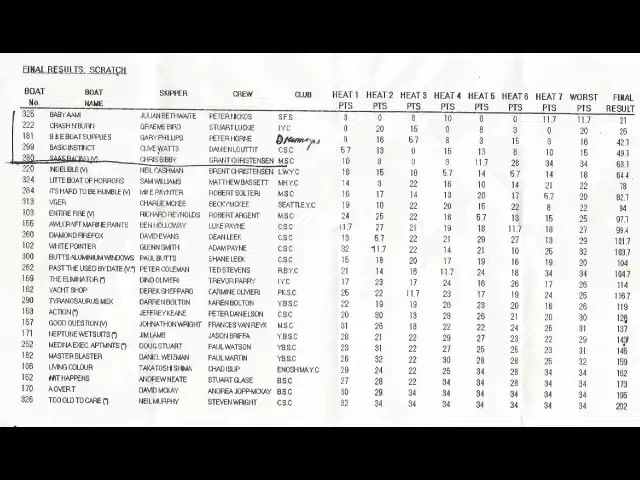 FINAL RESULTS: SCRATCH
BOAT BOAT SKIPPER CREW CLUB HEAT 1 HEAT 2 HEAT 3 HEAT 4 HEAT 5 HEAT 6 HEAT 7 WORST FINAL
No. NAME PTS PTS PTS PTS PTS PTS PTS PTS RESULT
325 BABY AAMI JULIAN BETHWAITE PETER NICKOS S.F.S 3 0 8 10 0 0 11.7 11.7 21
222 CRASH N'BURN GRAEME BIRD STUART LUCKE I.Y.C 0 20 15 0 8 3 0 20 26
181 B & E BOAT SUPPLIES GARY PHILLIPS PETER HORNE 8 16 5.7 8 15 3 16 42.7
299 BASIC INSTINCT CLIVE WATTS DAMIEN LOUTTIT C.S.C 5.7 13 0 15 13 8 10 15 49.7
280 SAAS RACING (V) CHRIS BIBBY GRANT CHRISTENSEN M.S.C 10 8 3 3 11.7 28 34 34 63.1
220 INDELIBLE (V) NEIL CASHMAN BRENT CHRISTENSEN L.W.Y.C 18 15 10 5.7 14 5.7 14 18 64.4
324 LITTE BOAT OF HORRORS SAM WILLIAMS MATTHEW BASSETT M.H.Y.C 14 3 22 16 10 14 21 22 78
284 IT'S HARD TO BE HUMBLE (V) MIKE PAYNTER ROBERT SOLTERI M.S.C 16 17 14 13 20 17 5.7 20 82.7
313 VGER CHARLIE MCKEE BECKY MCKEE SEATTLE.Y.C 19 10 22 20 15 22 8 22 94
103 ENTIRE FIRE (V) RICHARD REYNOLDS ROBERT ARGENT M.S.C 24 25 22 18 5.7 13 15 25 97.1
155 AWLCRAFT MARINE PAINTS BEN HOLLOWAY LUKE PAYNE C.S.C 11.7 27 21 19 18 11.7 18 27 99.4
260 DIAMOND FIREFOX DAVID EVANS DEAN LEEK C.S.C 13 5.7 22 21 29 27 13 29 101.7
102 WHITE POINTER GLENN SMITH ADAM PAYNE C.S.C 32 11.7 22 14 21 10 25 32 103.7
300 BUTTS ALUMINIUM WINDOWS PAUL BUTTS SHANE LEEK C.S.C 15 18 20 17 19 16 19 20 104
282 PAST THE USED BY DATE (V.*) PETER COLEMAN TED STEVENS R.B.Y.C 21 14 16 11.7 24 18 34 34 104.7
169 THE ELIMINATOR (*) DINO OLIVIERI TREVOR PARRY I.Y.C 17 23 17 24 16 26 17 26 114
162 YACHT SHOP DEREK SHEPPARD CARMINE OLIVIERI P.K.S.C 25 22 11.7 23 17 19 24 25 116.7
290 TYRANOSAURUS MEX DARREN BOLTON KAREN BOLTON Y.B.S.C 22 19 22 25 26 23 20 26
153 ACTION (*) JEFFREY KEANE PETER DANIELSON C.S.C 20 30 13 28 26 21 20 30
157 GOOD QUESTION (V) JOHNATHON WRIGHT FRANCES VAN REYK M.S.C 31 26 18 22 22 24 25 31 137
171 NEPTUNE WETSUITS (*) JIM LAMB JASON BRIFFA Y.B.S.C 28 21 22 29 27 23 22 29
252 MEDINA EXEC. APTMNTS (*) DOUG STUART PAUL WATSON Y.B.S.C 23 31 22 27 25 25 23 31 145
182 MASTER BLASTER DANIEL WEIZMAN PAUL MARTIN Y.B.S.C 26 32 22 30 28 25 26 32 159
106 LIVING COLOUR TAKATOSHI SHIMA CHAD ISLIP ENOSHIMA.Y.C 29 24 22 26 34 34 27 34 162
152 ANDREW NEATE STUART GLASE B.S.C 27 28 22 34 34 28 34 34 173
170 A OVER T DAVID MCKAY ANDREA JOPP-MCKAY B.S.C 30 29 34 34 34 34 34 34 195
326 TOO OLD TO CARE (*) NEIL MURPHY STEVEN WRIGHT C.S.C 32 34 34 34 34 34 34 34 202